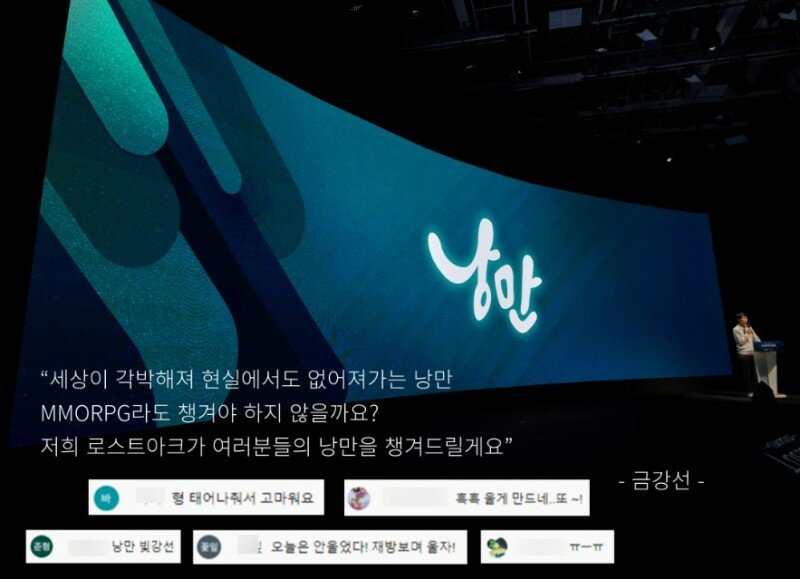 낭만
“세상이 각박해져 현실에서도 없어져가는 낭만
MMORPG라도 챙겨야 하지 않을까요?
저희 로스트아크가 여러분들의 낭만을 챙겨드릴게요”
- 금강선 -
바 형 태어나줘서 고마워요
흑흑 울게 만드네..또 ~!
준형 낭만 빛강선
꽃일 오늘은 안울었다! 재방보며 울자!
ㅠㅡㅠ